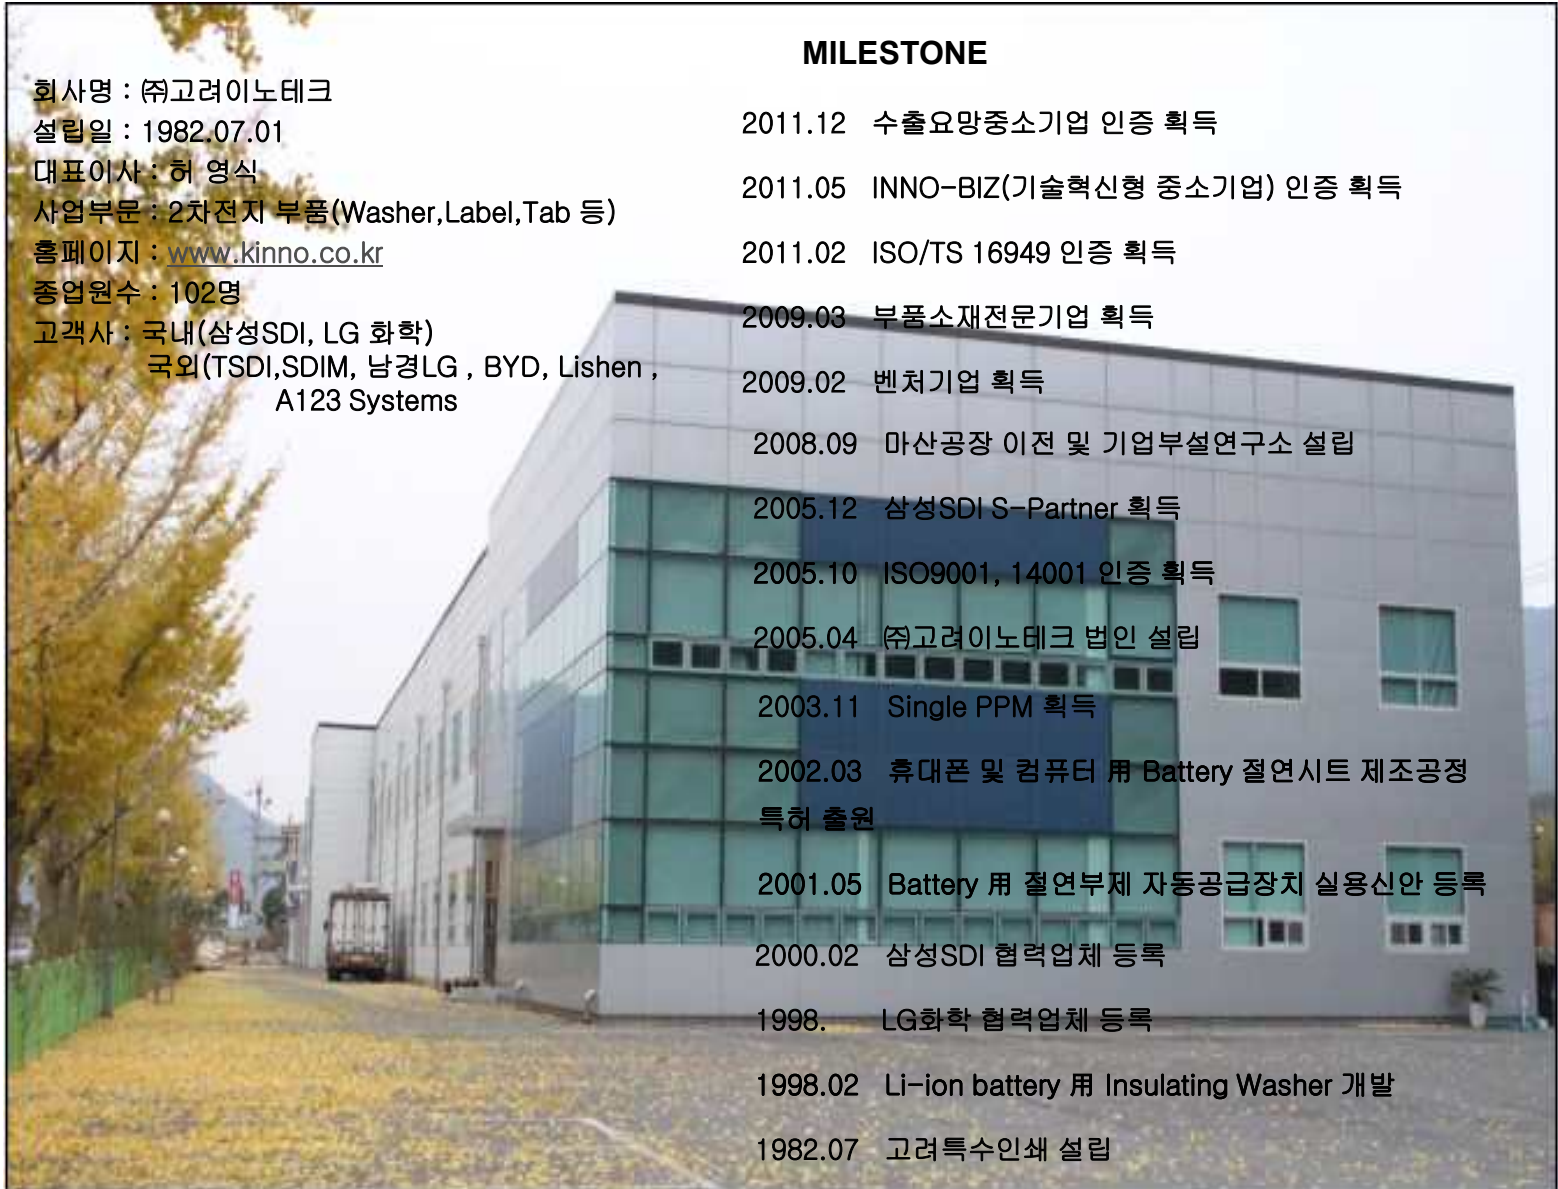 회사명 : ㈜고려이노테크
설립일 : 1982.07.01
대표이사 : 허 영식
사업부문 : 2차전지 부품(Washer,Label,Tab 등)
홈페이지 : www.kinno.co.kr
종업원수 : 102명
고객사 : 국내(삼성SDI, LG 화학)
국외(TSDI,SDIM, 남경LG , BYD, Lishen ,
A123 Systems
MILESTONE
2011.12 수출요망중소기업 인증 획득
2011.05 INNO-BIZ(기술혁신형 중소기업) 인증 획득
2011.02 ISO/TS 16949 인증 획득
2009.03 부품소재전문기업 획득
2009.02 벤처기업 획득
2008.09 마산공장 이전 및 기업부설연구소 설립
2005.12 삼성SDI S-Partner 획득
2005.10 ISO9001, 14001 인증 획득
2005.04 ㈜고려이노테크 법인 설립
2003.11 Single PPM 획득
2002.03 휴대폰 및 컴퓨터 用 Battery 절연시트 제조공정
특허 출원
2001.05 Battery 用 절연부제 자동공급장치 실용신안 등록
2000.02 삼성SDI 협력업체 등록
1998. LG화학 협력업체 등록
1998.02 Li-ion battery 用 Insulating Washer 개발
1982.07 고려특수인쇄 설립